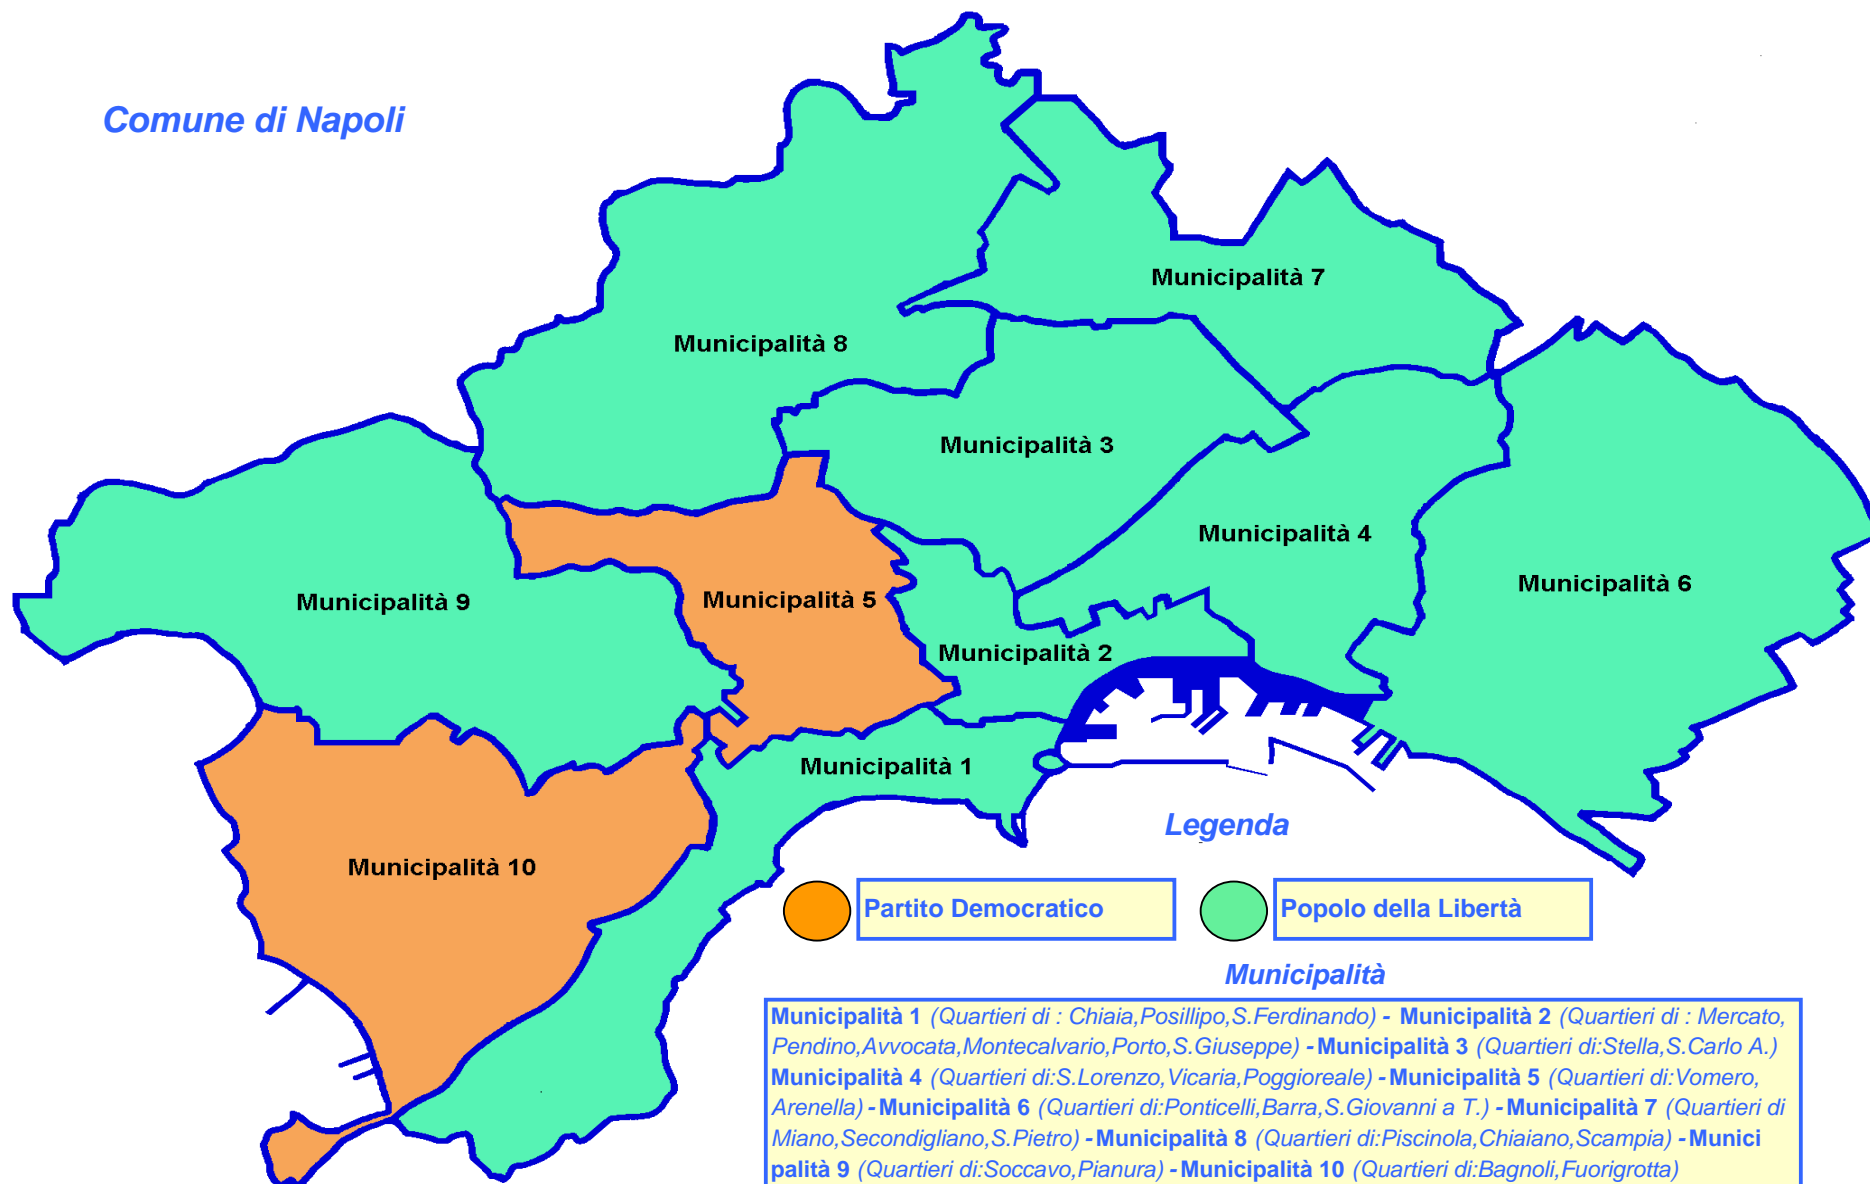 Comune di Napoli
Municipalità 7
Municipalità 8
Municipalità 3
Municipalità 4
Municipalità 6
Municipalità 9
Municipalità 5
Municipalità 2
Municipalità 1
Municipalità 10
Legenda
Partito Democratico
Popolo della Libertà
Municipalità
Municipalità 1 (Quartieri di : Chiaia,Posillipo,S.Ferdinando) - Municipalità 2 (Quartieri di : Mercato,
Pendino,Avvocata,Montecalvario,Porto,S.Giuseppe) - Municipalità 3 (Quartieri di:Stella,S.Carlo A.)
Municipalità 4 (Quartieri di:S.Lorenzo,Vicaria,Poggioreale) - Municipalità 5 (Quartieri di:Vomero,
Arenella) - Municipalità 6 (Quartieri di:Ponticelli,Barra,S.Giovanni a T.) - Municipalità 7 (Quartieri di
Miano,Secondigliano,S.Pietro) - Municipalità 8 (Quartieri di:Piscinola,Chiaiano,Scampia) - Munici
palità 9 (Quartieri di:Soccavo,Pianura) - Municipalità 10 (Quartieri di:Bagnoli,Fuorigrotta)